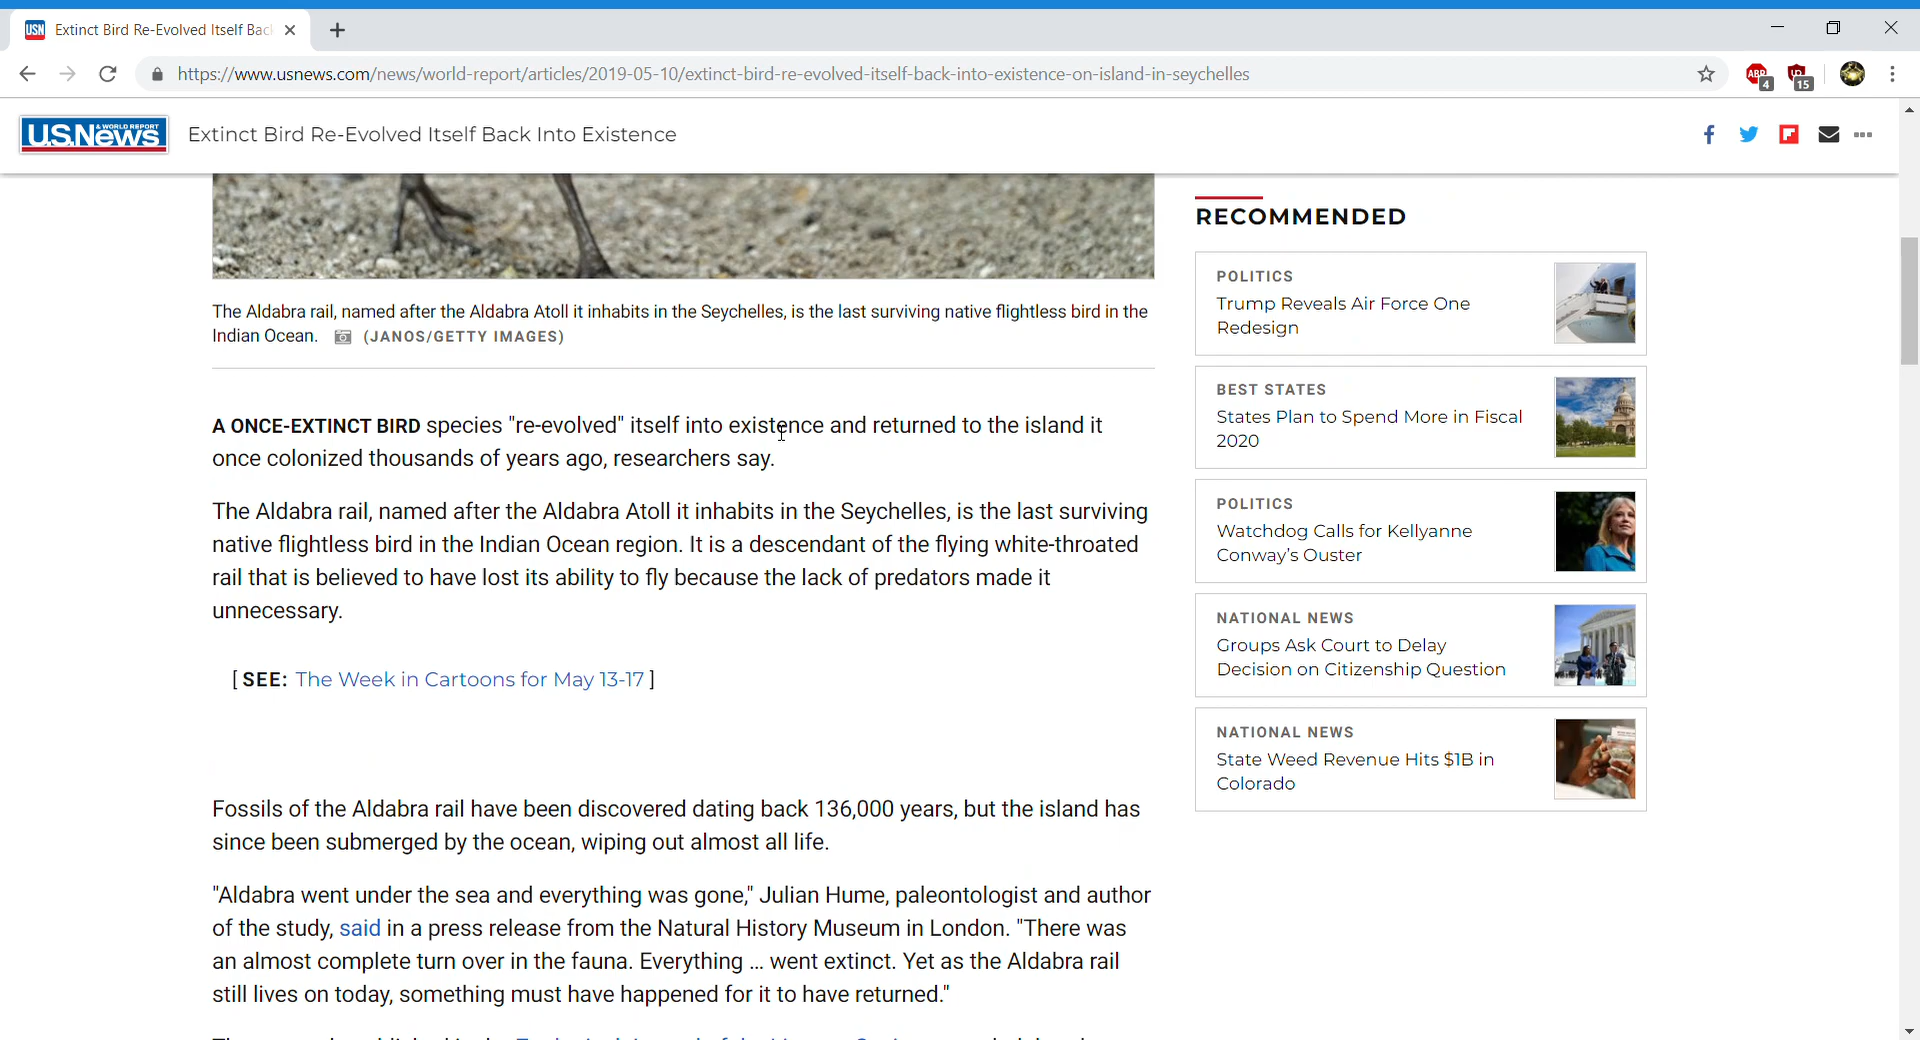 USN
Extinct Bird Re-Evolved Itself Bac
https://www.usnews.com/news/world-report/articles/2019-05-10/extinct-bird-re-evolved-itself-back-into-existence-on-island-in-seychelles
ABP
4
15
U.S.News
& WORLD REPORT
Extinct Bird Re-Evolved Itself Back Into Existence
The Aldabra rail, named after the Aldabra Atoll it inhabits in the Seychelles, is the last surviving native flightless bird in the
Indian Ocean. (JANOS/GETTY IMAGES)
A ONCE-EXTINCT BIRD species "re-evolved" itself into existence and returned to the island it
once colonized thousands of years ago, researchers say.
The Aldabra rail, named after the Aldabra Atoll it inhabits in the Seychelles, is the last surviving
native flightless bird in the Indian Ocean region. It is a descendant of the flying white-throated
rail that is believed to have lost its ability to fly because the lack of predators made it
unnecessary.
[ SEE: The Week in Cartoons for May 13-17 ]
Fossils of the Aldabra rail have been discovered dating back 136,000 years, but the island has
since been submerged by the ocean, wiping out almost all life.
"Aldabra went under the sea and everything was gone," Julian Hume, paleontologist and author
of the study, said in a press release from the Natural History Museum in London. "There was
an almost complete turn over in the fauna. Everything ... went extinct. Yet as the Aldabra rail
still lives on today, something must have happened for it to have returned."
RECOMMENDED
POLITICS
Trump Reveals Air Force One
Redesign
BEST STATES
States Plan to Spend More in Fiscal
2020
POLITICS
Watchdog Calls for Kellyanne
Conway's Ouster
NATIONAL NEWS
Groups Ask Court to Delay
Decision on Citizenship Question
NATIONAL NEWS
State Weed Revenue Hits $1B in
Colorado